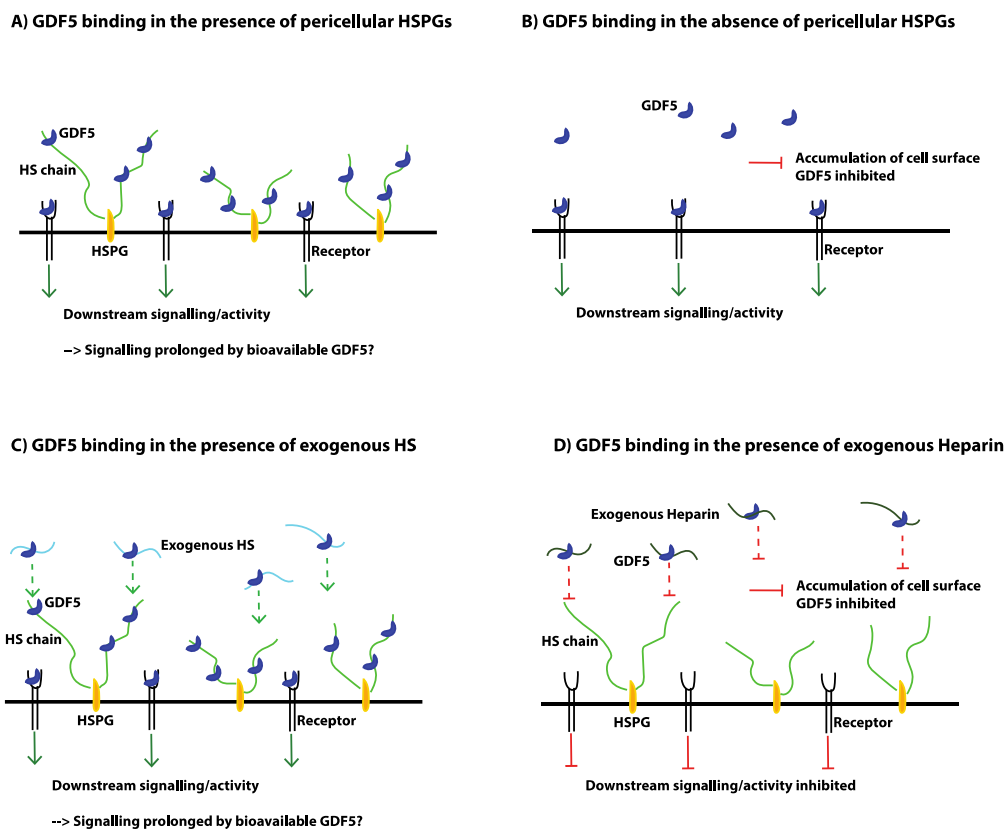 A) GDF5 binding in the presence of pericellular HSPGs
GDF5
HS chain
HSPG
Receptor
Downstream signalling/activity
--> Signalling prolonged by bioavailable GDF5?
B) GDF5 binding in the absence of pericellular HSPGs
GDF5
Accumulation of cell surface
GDF5 inhibited
Receptor
Downstream signalling/activity
C) GDF5 binding in the presence of exogenous HS
Exogenous HS
GDF5
HS chain
HSPG
Receptor
Downstream signalling/activity
--> Signalling prolonged by bioavailable GDF5?
D) GDF5 binding in the presence of exogenous Heparin
Exogenous Heparin
GDF5
Accumulation of cell surface
GDF5 inhibited
HS chain
HSPG
Receptor
Downstream signalling/activity inhibited